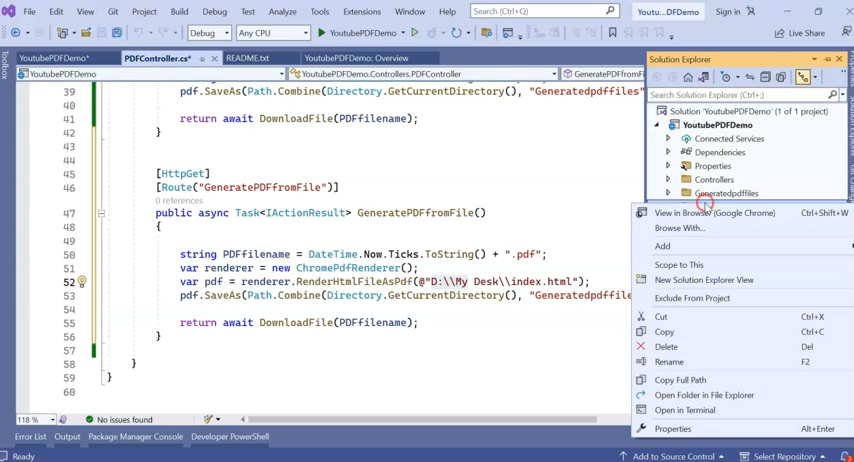 File Edit View Git Project Build Debug Test Analyze Tools Extensions Window Help Search (Ctrl+Q) Youtu...DFDemo Sign in
Debug Any CPU YoutubePDFDemo Live Share
YoutubePDFDemo* PDFController.cs* README.txt YoutubePDFDemo: Overview
YoutubePDFDemo YoutubePDFDemo.Controllers.PDFController GeneratePDFfromFi
Toolbox
39 pdf.SaveAs(Path.Combine(Directory.GetCurrentDirectory(), "Generatedpdffiles"
40
41 return await DownloadFile(PDFfilename);
42 }
43
44
45 [HttpGet]
46 [Route("GeneratePDFfromFile")]
0 references
47 public async Task<IActionResult> GeneratePDFfromFile()
48 {
49
50 string PDFfilename = DateTime.Now.Ticks.ToString() + ".pdf";
51 var renderer = new ChromePdfRenderer();
52 var pdf = renderer.RenderHtmlFileAsPdf(@"D:\\My Desk\\index.html");
53 pdf.SaveAs(Path.Combine(Directory.GetCurrentDirectory(), "Generatedpdffile
54
55 return await DownloadFile(PDFfilename);
56 }
57
58 }
59 }
60
118 % No issues found
Error List Output Package Manager Console Developer PowerShell
Ready Add to Source Control Select Repository 3
Solution Explorer
Search Solution Explorer (Ctrl+;)
Solution 'YoutubePDFDemo' (1 of 1 project)
YoutubePDFDemo
Connected Services
Dependencies
Properties
Controllers
Generatedpdffiles
View in Browser (Google Chrome) Ctrl+Shift+W
Browse With...
Add
Scope to This
New Solution Explorer View
Exclude From Project
Cut Ctrl+X
Copy Ctrl+C
Delete Del
Rename F2
Copy Full Path
Open Folder in File Explorer
Open in Terminal
Properties Alt+Enter